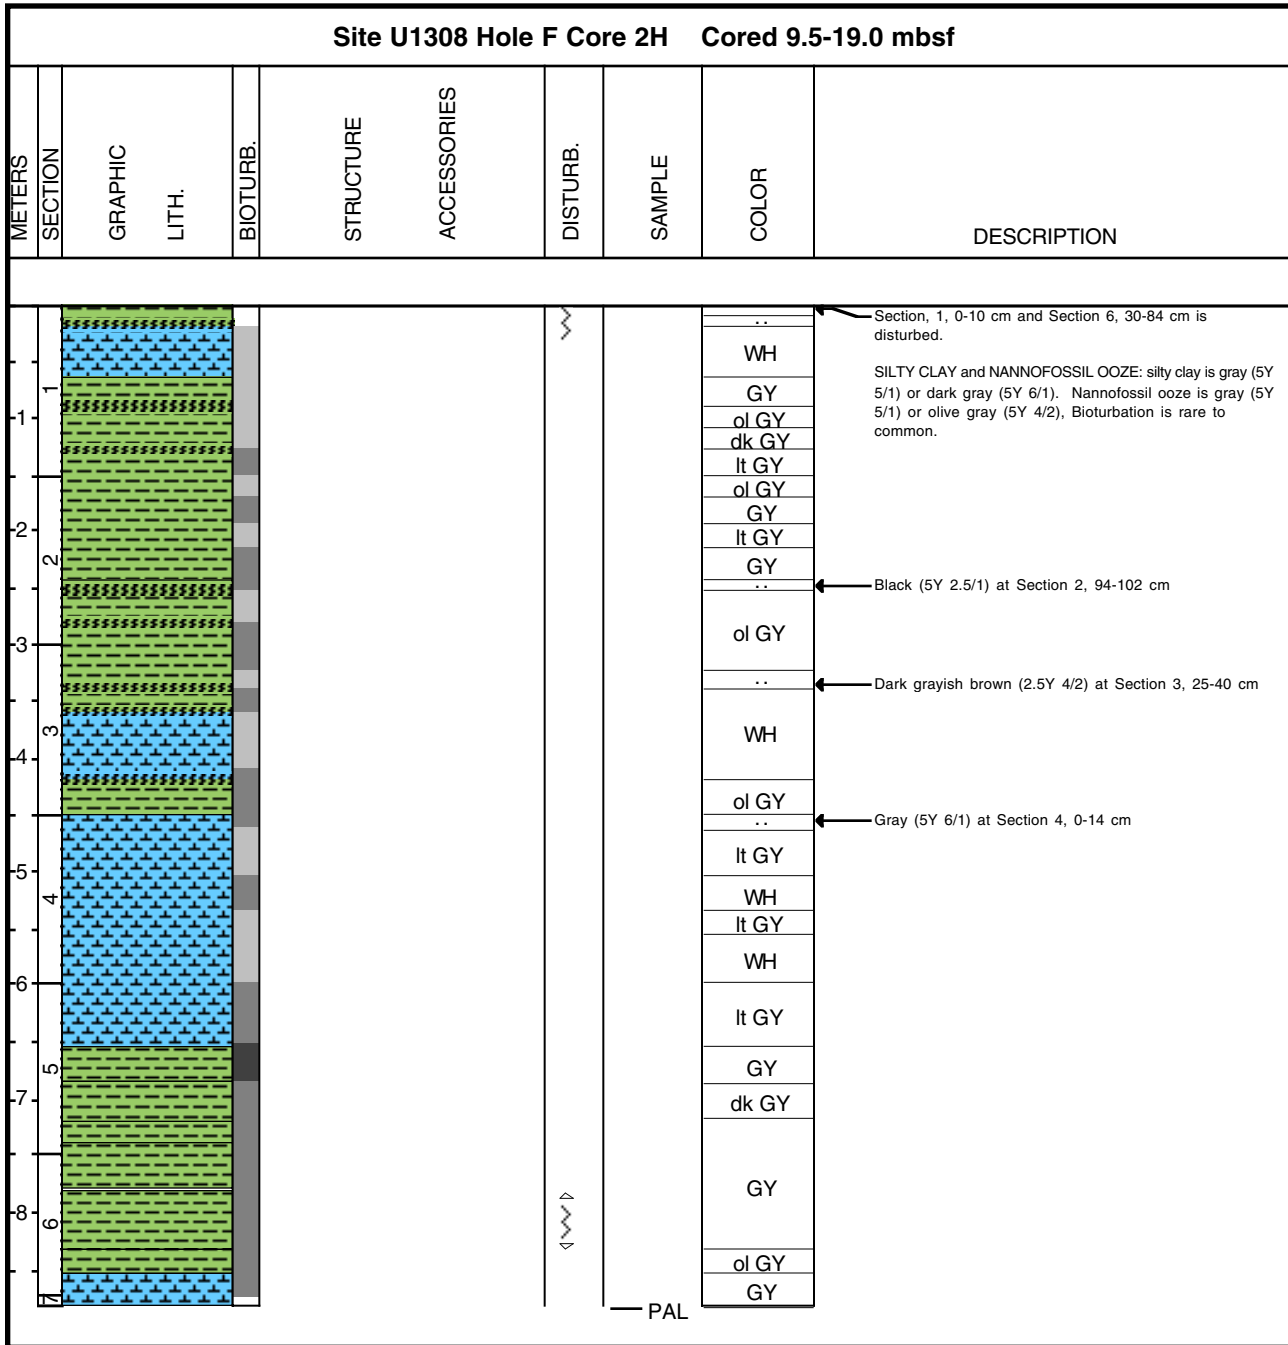 Site U1308 Hole F Core 2H    Cored 9.5-19.0 mbsf
METERS
SECTION
GRAPHIC
LITH.
BIOTURB.
STRUCTURE
ACCESSORIES
DISTURB.
SAMPLE
COLOR
DESCRIPTION
1
2
3
4
5
6
7
8
1
2
3
4
5
6
7
. .
WH
GY
ol GY
dk GY
lt GY
ol GY
GY
lt GY
GY
. .
ol GY
. .
WH
ol GY
. .
lt GY
WH
lt GY
WH
lt GY
GY
dk GY
GY
ol GY
GY
PAL
Section, 1, 0-10 cm and Section 6, 30-84 cm is
disturbed.
SILTY CLAY and NANNOFOSSIL OOZE: silty clay is gray (5Y
5/1) or dark gray (5Y 6/1). Nannofossil ooze is gray (5Y
5/1) or olive gray (5Y 4/2), Bioturbation is rare to
common.
Black (5Y 2.5/1) at Section 2, 94-102 cm
Dark grayish brown (2.5Y 4/2) at Section 3, 25-40 cm
Gray (5Y 6/1) at Section 4, 0-14 cm